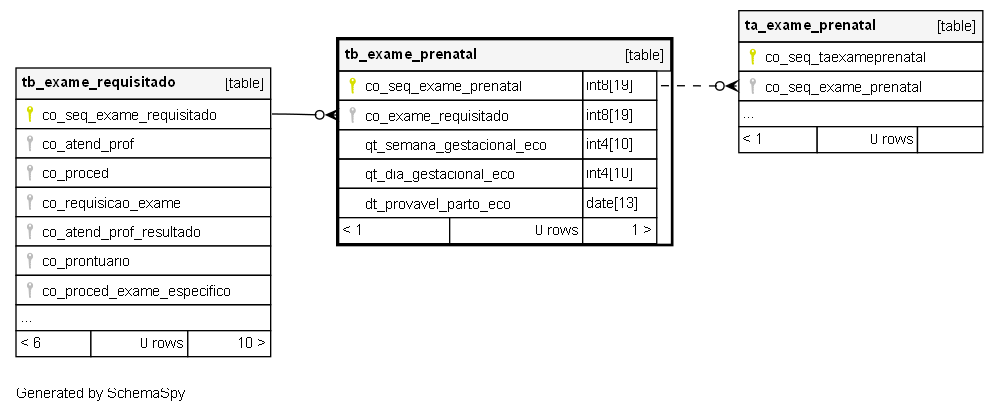 tb_exame_requisitado [table]
co_seq_exame_requisitado
co_atend_prof
co_proced
co_requisicao_exame
co_atend_prof_resultado
co_prontuario
co_proced_exame_especifico
...
< 6 0 rows 10 >
tb_exame_prenatal [table]
co_seq_exame_prenatal int8[19]
co_exame_requisitado int8[19]
qt_semana_gestacional_eco int4[10]
qt_dia_gestacional_eco int4[10]
dt_provavel_parto_eco date[13]
< 1 0 rows 1 >
ta_exame_prenatal [table]
co_seq_taexameprenatal
co_seq_exame_prenatal
...
< 1 0 rows
Generated by SchemaSpy